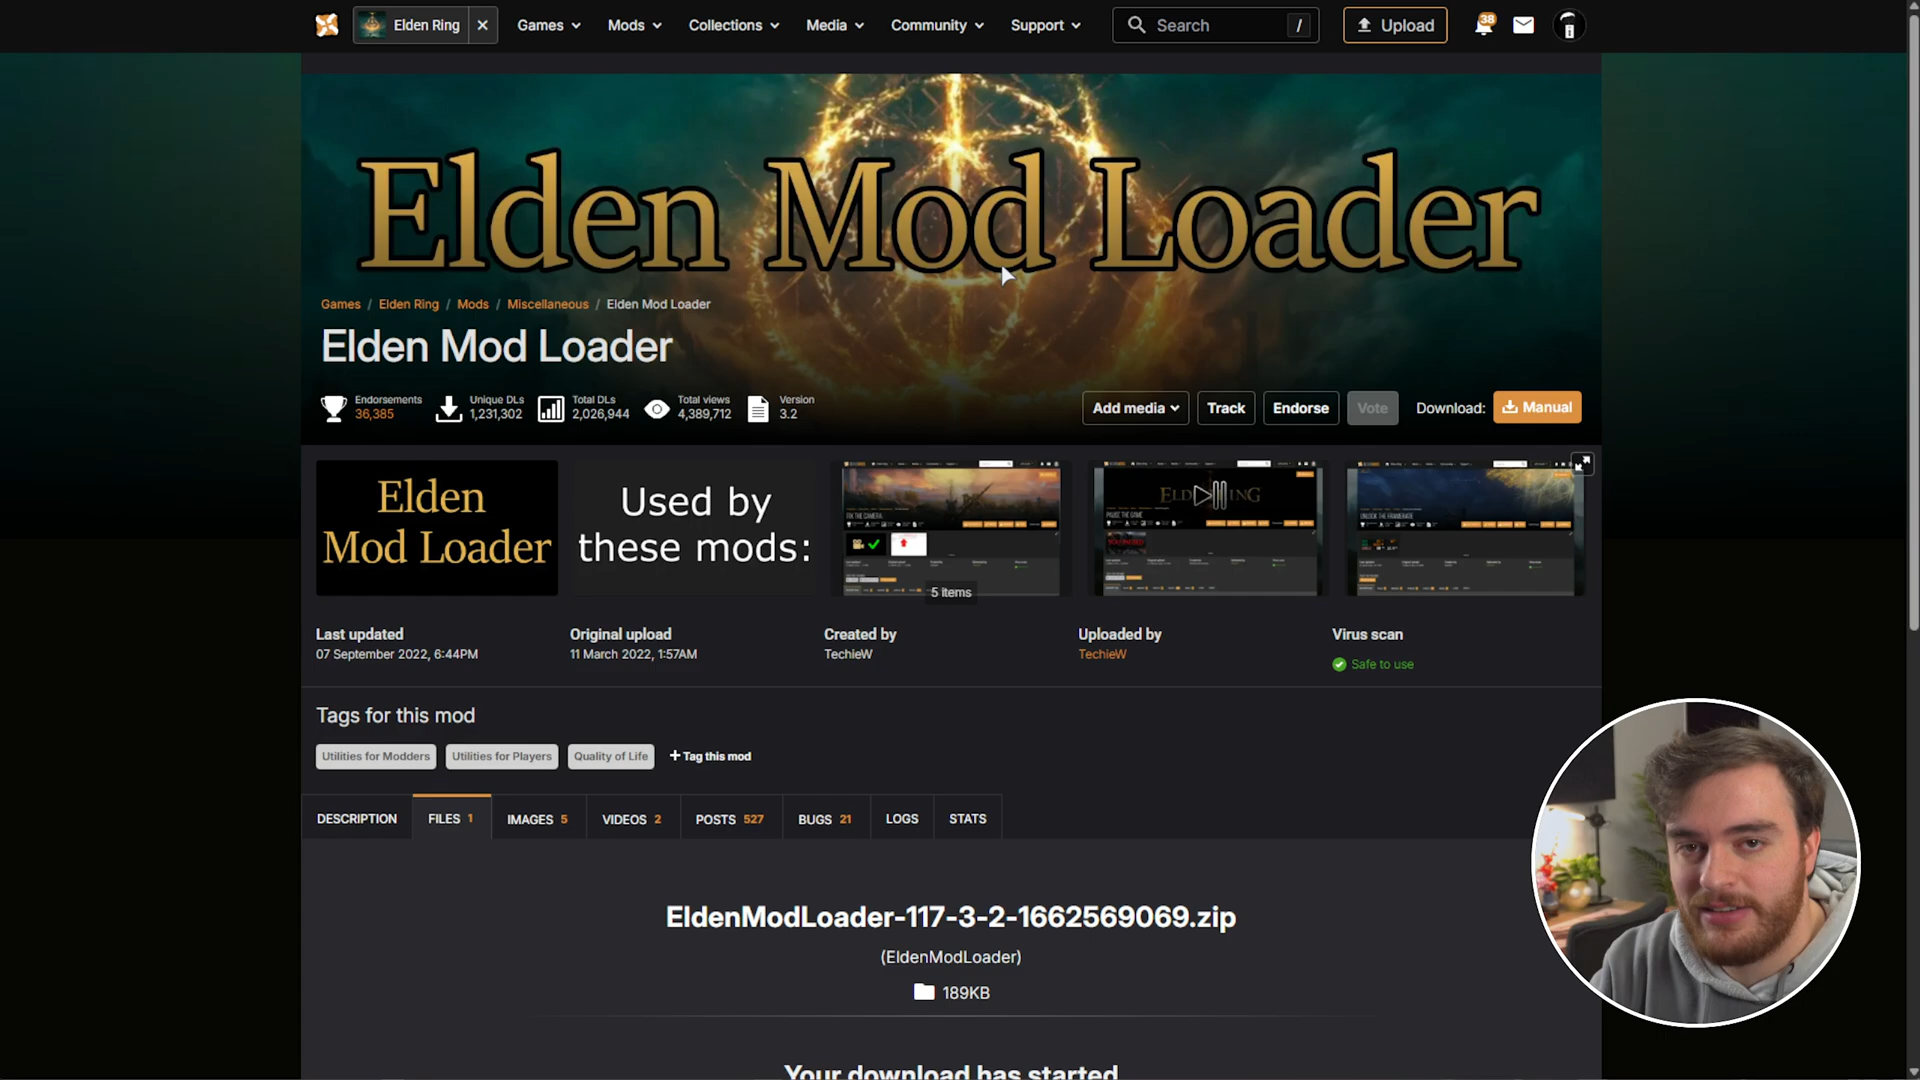 Elden Ring
Games
Mods
Collections
Media
Community
Support
Search
/
Upload
38
Elden Mod Loader
Games / Elden Ring / Mods / Miscellaneous / Elden Mod Loader
Elden Mod Loader
Endorsements
36,385
Unique DLs
1,231,302
Total DLs
2,026,944
Total views
4,389,712
Version
3.2
Add media
Track
Endorse
Vote
Download:
Manual
Elden
Mod Loader
Used by
these mods:
5 items
Last updated
07 September 2022, 6:44PM
Original upload
11 March 2022, 1:57AM
Created by
TechieW
Uploaded by
TechieW
Virus scan
Safe to use
Tags for this mod
Utilities for Modders
Utilities for Players
Quality of Life
+ Tag this mod
DESCRIPTION
FILES 1
IMAGES 5
VIDEOS 2
POSTS 527
BUGS 21
LOGS
STATS
EldenModLoader-117-3-2-1662569069.zip
(EldenModLoader)
189KB
Your download has started